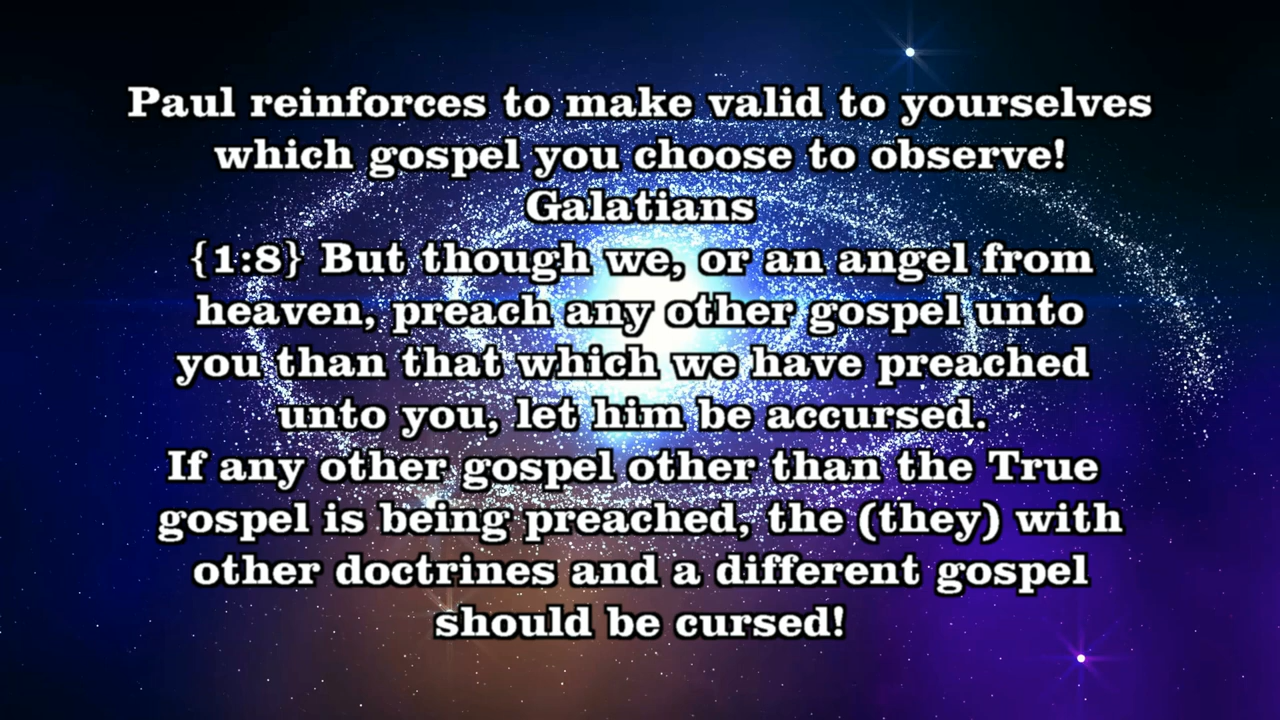 Paul reinforces to make valid to yourselves
which gospel you choose to observe!
Galatians
{1:8} But though we, or an angel from
heaven, preach any other gospel unto
you than that which we have preached
unto you, let him be accursed.
If any other gospel other than the True
gospel is being preached, the (they) with
other doctrines and a different gospel
should be cursed!